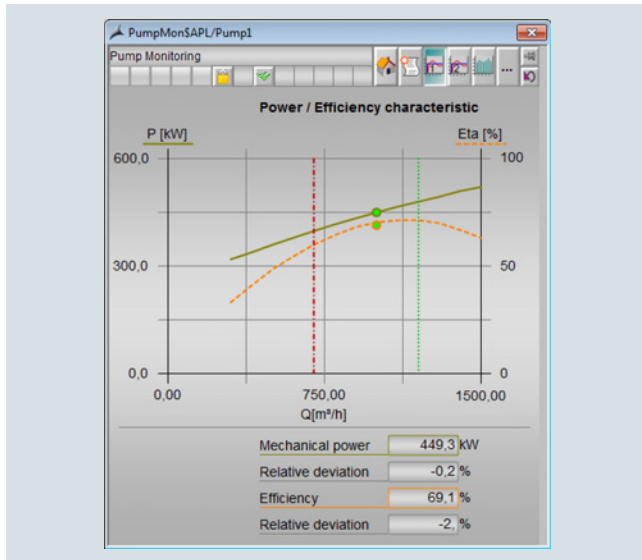 PumpMon$APL/Pump1
Pump Monitoring
1 2 ...
Power / Efficiency characteristic
P [kW] Eta [%]
600,0 100
300,0 50
0,0 0
0,00 750,00 1500,00
Q[m³/h]
Mechanical power 449,3 kW
Relative deviation -0,2 %
Efficiency 69,1 %
Relative deviation -2, %